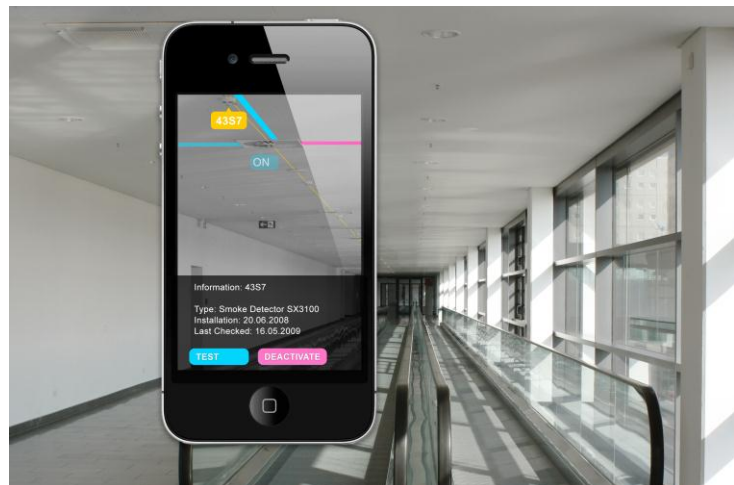 43S7
ON
Information: 43S7
Type: Smoke Detector SX3100
Installation: 20.06.2008
Last Checked: 16.05.2009
TEST
DEACTIVATE